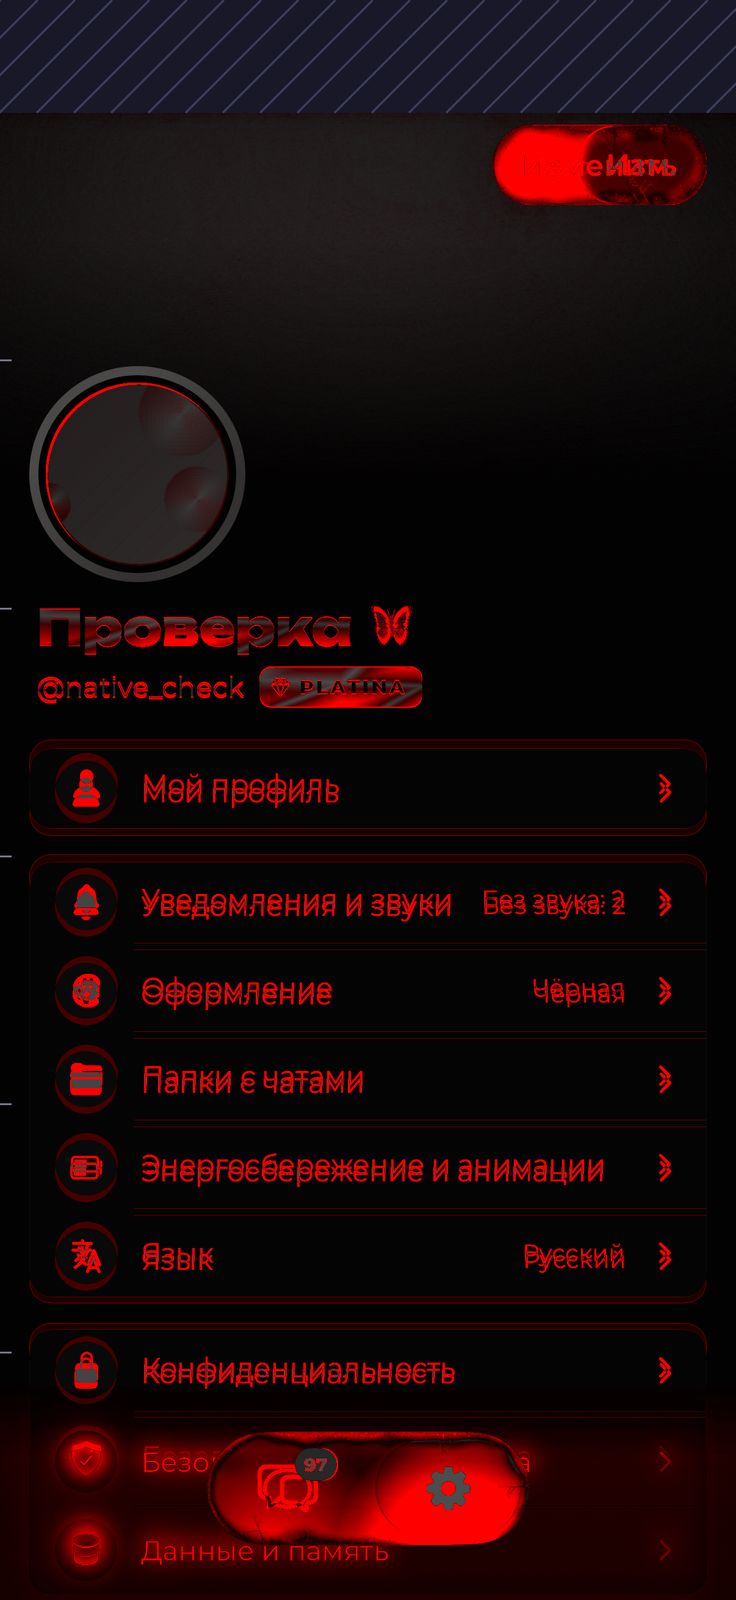 Проверка
@native_check PLATINA
Мой профиль
Уведомления и звуки Без звука: 2
Оформление Чёрная
Папки с чатами
Энергосбережение и анимации
Язык Русский
Конфиденциальность
97
Данные и память